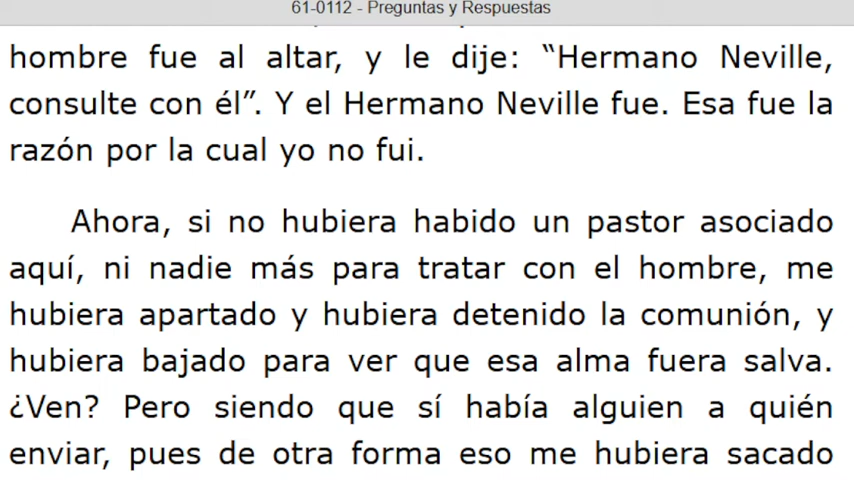 61-0112 - Preguntas y Respuestas
hombre fue al altar, y le dije: “Hermano Neville,
consulte con él”. Y el Hermano Neville fue. Esa fue la
razón por la cual yo no fui.
Ahora, si no hubiera habido un pastor asociado
aquí, ni nadie más para tratar con el hombre, me
hubiera apartado y hubiera detenido la comunión, y
hubiera bajado para ver que esa alma fuera salva.
¿Ven? Pero siendo que sí había alguien a quién
enviar, pues de otra forma eso me hubiera sacado